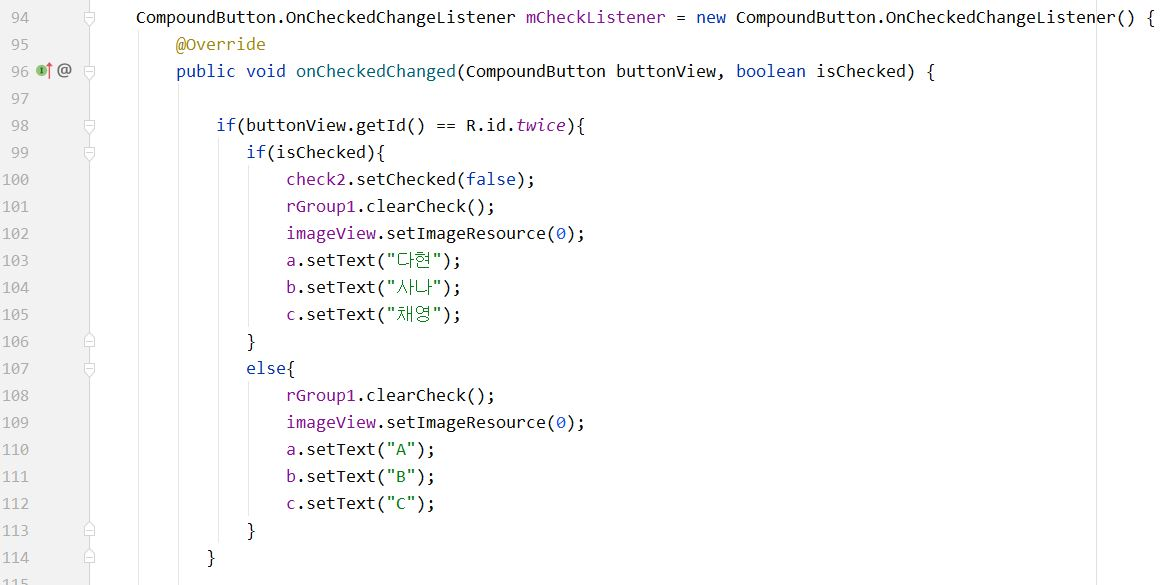 94 CompoundButton.OnCheckedChangeListener mCheckListener = new CompoundButton.OnCheckedChangeListener() {
95 @Override
96 @ public void onCheckedChanged(CompoundButton buttonView, boolean isChecked) {
97
98 if(buttonView.getId() == R.id.twice){
99 if(isChecked){
100 check2.setChecked(false);
101 rGroup1.clearCheck();
102 imageView.setImageResource(0);
103 a.setText("다현");
104 b.setText("사나");
105 c.setText("채영");
106 }
107 else{
108 rGroup1.clearCheck();
109 imageView.setImageResource(0);
110 a.setText("A");
111 b.setText("B");
112 c.setText("C");
113 }
114 }
115